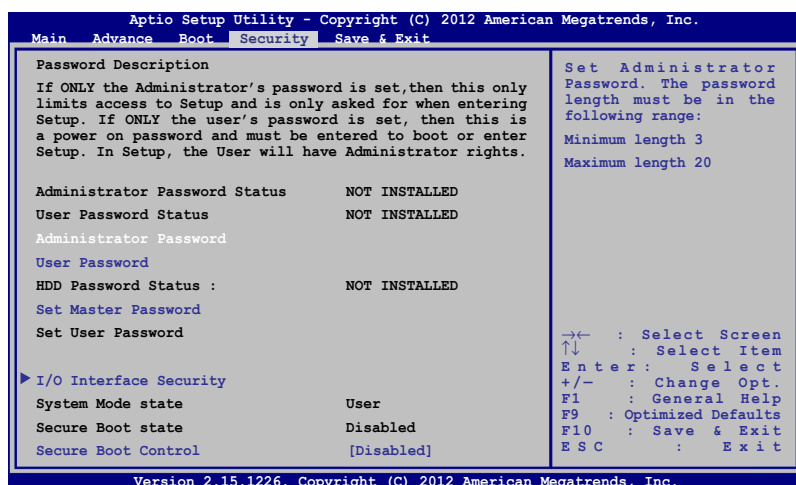 Aptio Setup Utility - Copyright (C) 2012 American Megatrends, Inc.
Main Advance Boot Security Save & Exit
Password Description
If ONLY the Administrator's password is set,then this only
limits access to Setup and is only asked for when entering
Setup. If ONLY the user's password is set, then this is
a power on password and must be entered to boot or enter
Setup. In Setup, the User will have Administrator rights.
Administrator Password Status NOT INSTALLED
User Password Status NOT INSTALLED
Administrator Password
User Password
HDD Password Status : NOT INSTALLED
Set Master Password
Set User Password
I/O Interface Security
System Mode state User
Secure Boot state Disabled
Secure Boot Control [Disabled]
Set Administrator
Password. The password
length must be in the
following range:
Minimum length 3
Maximum length 20
→← : Select Screen
↑↓ : Select Item
Enter: Select
+/— : Change Opt.
F1 : General Help
F9 : Optimized Defaults
F10 : Save & Exit
ESC : Exit
Version 2.15.1226. Copyright (C) 2012 American Megatrends, Inc.